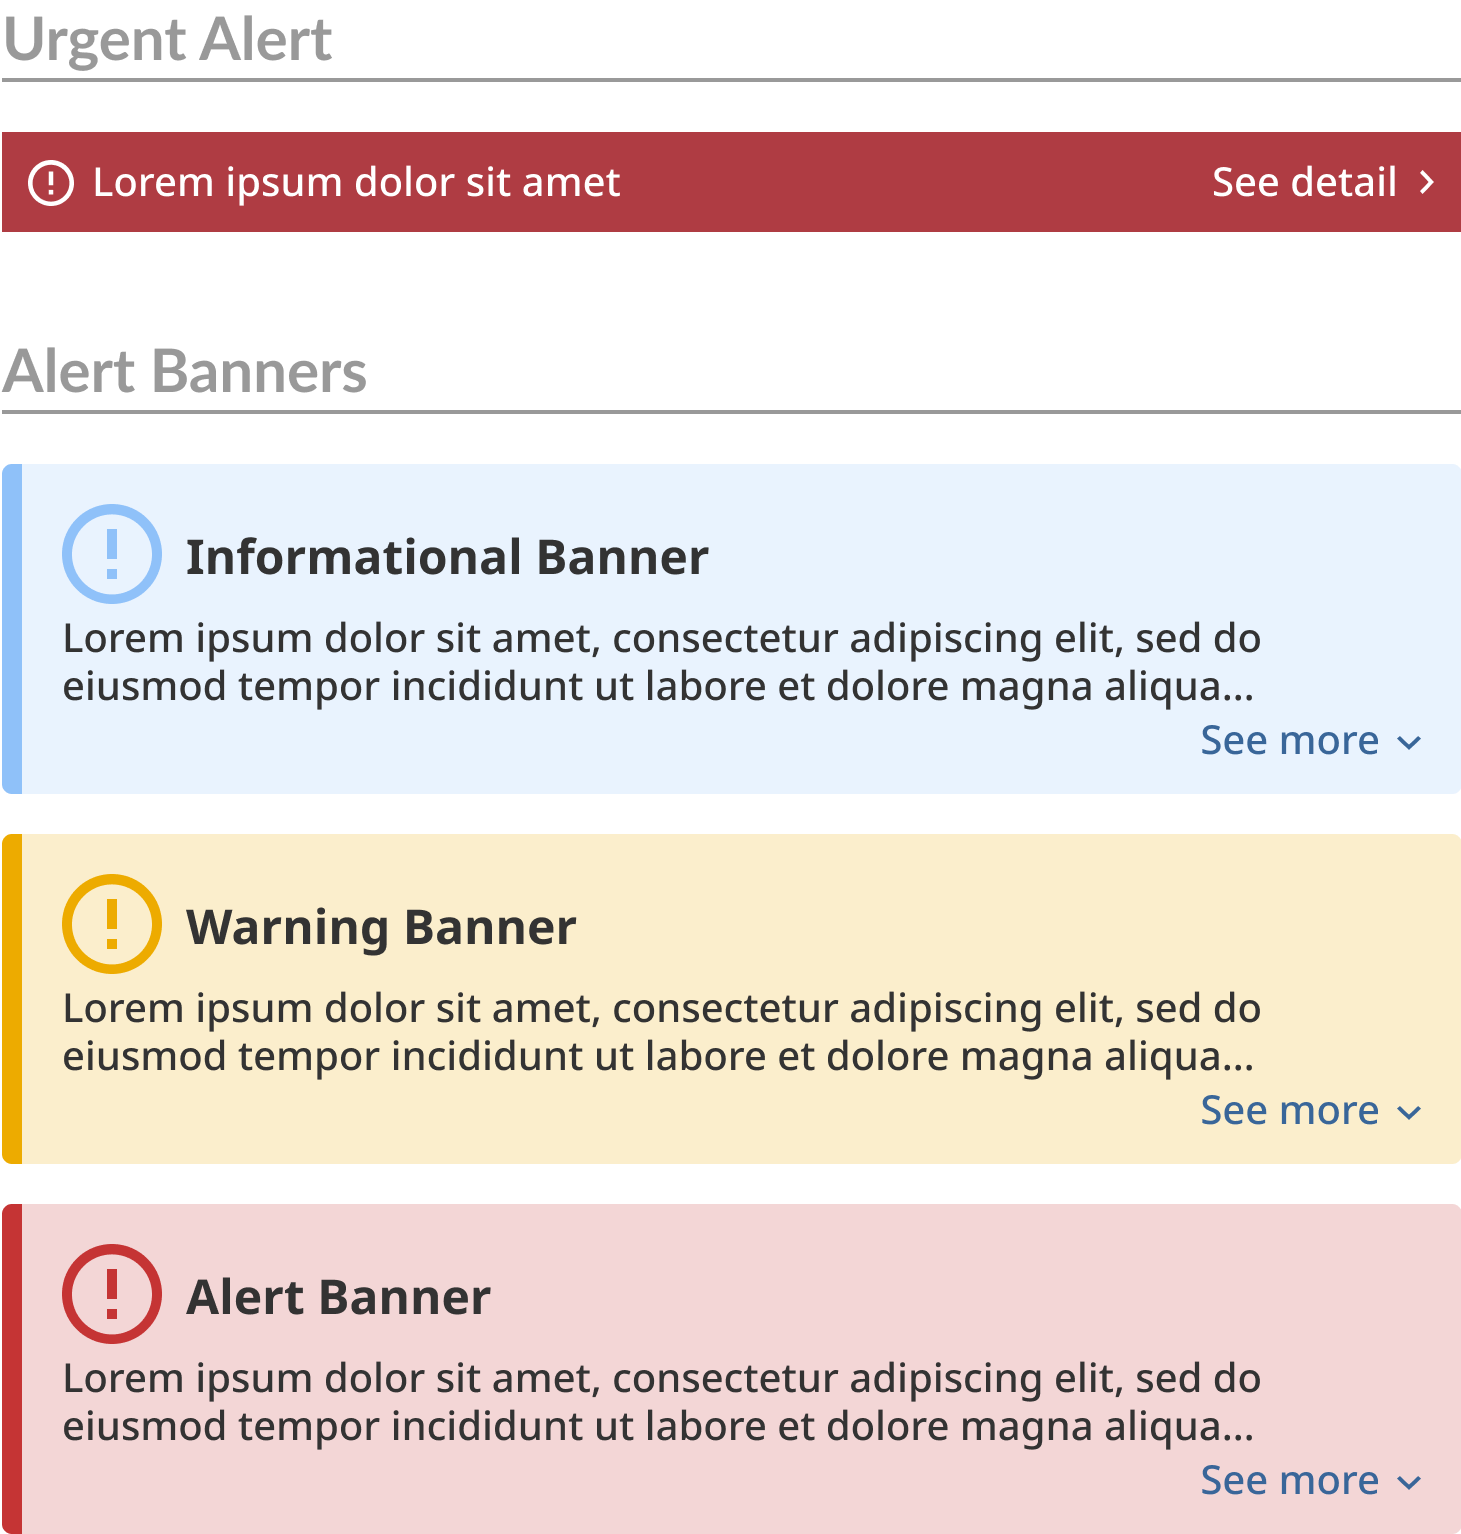 Urgent Alert
Lorem ipsum dolor sit amet See detail
Alert Banners
Informational Banner
Lorem ipsum dolor sit amet, consectetur adipiscing elit, sed do
eiusmod tempor incididunt ut labore et dolore magna aliqua...
See more
Warning Banner
Lorem ipsum dolor sit amet, consectetur adipiscing elit, sed do
eiusmod tempor incididunt ut labore et dolore magna aliqua...
See more
Alert Banner
Lorem ipsum dolor sit amet, consectetur adipiscing elit, sed do
eiusmod tempor incididunt ut labore et dolore magna aliqua...
See more